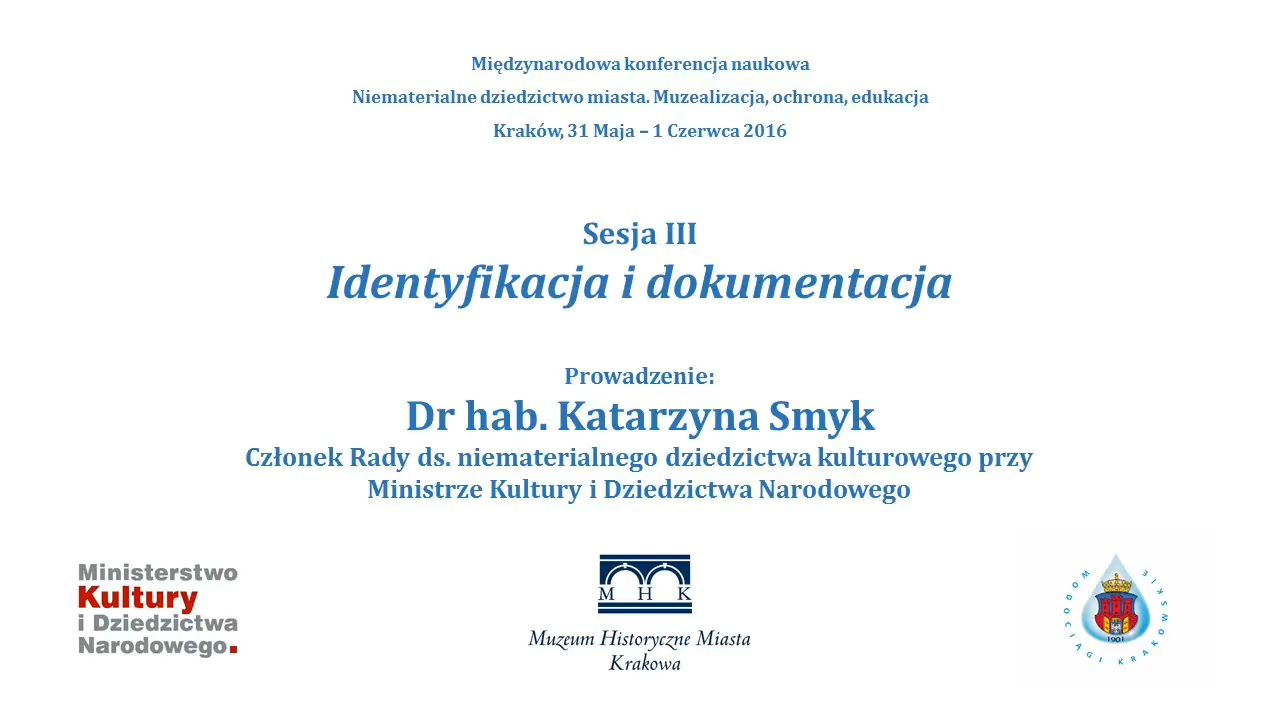 Międzynarodowa konferencja naukowa
Niematerialne dziedzictwo miasta. Muzealizacja, ochrona, edukacja
Kraków, 31 Maja – 1 Czerwca 2016
Sesja III
Identyfikacja i dokumentacja
Prowadzenie:
Dr hab. Katarzyna Smyk
Członek Rady ds. niematerialnego dziedzictwa kulturowego przy
Ministrze Kultury i Dziedzictwa Narodowego
Ministerstwo
Kultury
i Dziedzictwa
Narodowego.
M H K
Muzeum Historyczne Miasta
Krakowa
WODOCIĄGI KRAKOWSKIE
1901